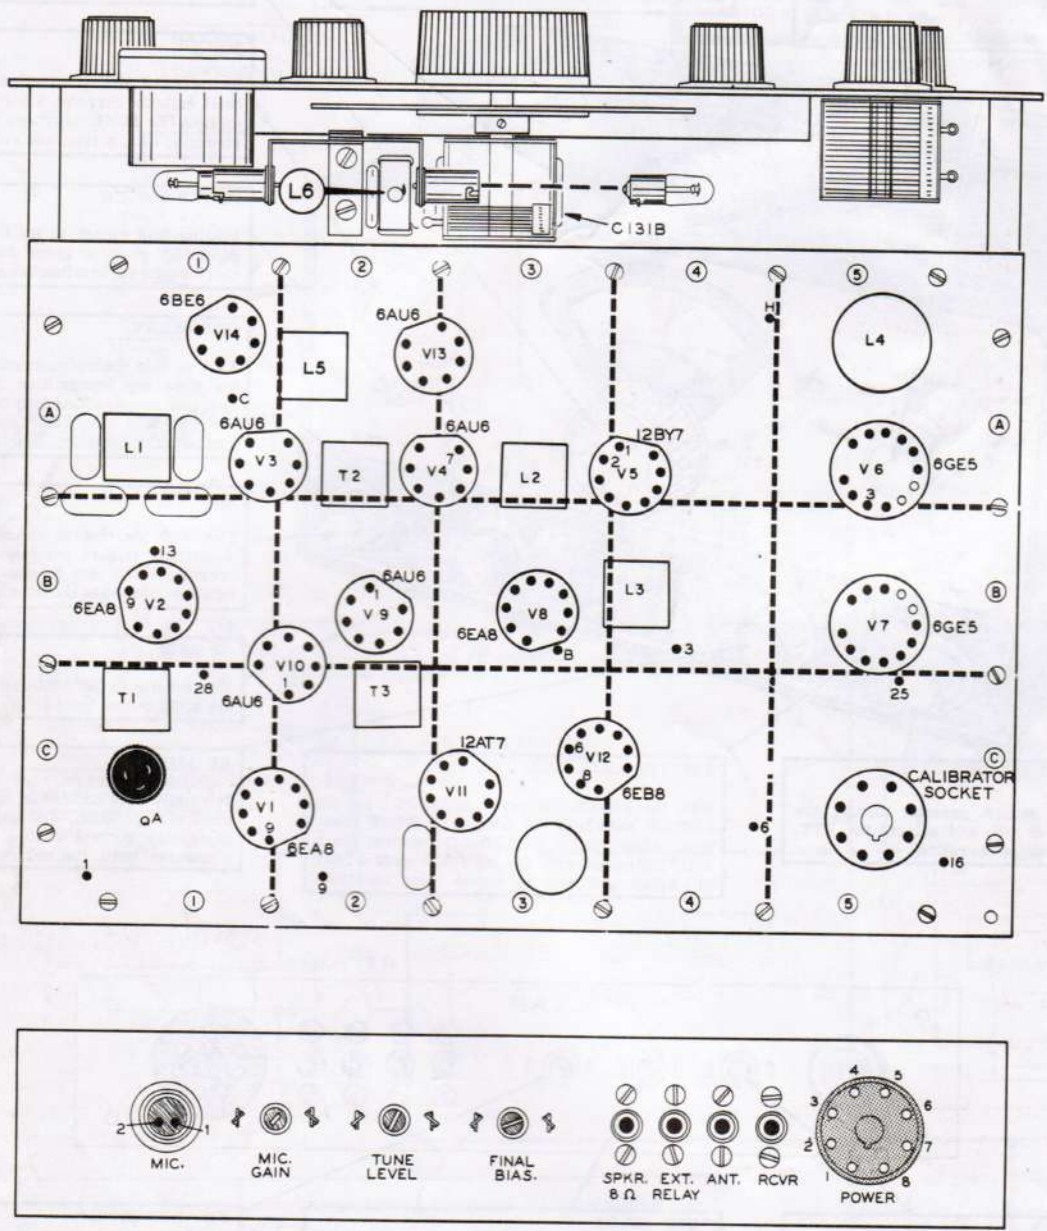 L6
C131B
1 2 3 4 5
6BE6
V14
6AU6
V13
H
L4
L5
C
A
A
L1
6AU6
V3
T2
6AU6
7
V4
L2
12BY7
1
2
V5
V6
3
6GE5
13
B
B
6EA8
9
V2
6AU6
1
V9
6EA8
V8
B
L3
3
V7
6GE5
28
V10
1
6AU6
T1
T3
25
C
C
QA
V1
9
6EA8
12AT7
V11
6
V12
8
6EB8
CALIBRATOR
SOCKET
6
16
1
9
1 2 3 4 5
2 1
MIC.
MIC.
GAIN
TUNE
LEVEL
FINAL
BIAS.
SPKR.
8 Ω
EXT.
RELAY
ANT.
RCVR
4 5
3 6
2 7
1 8
POWER